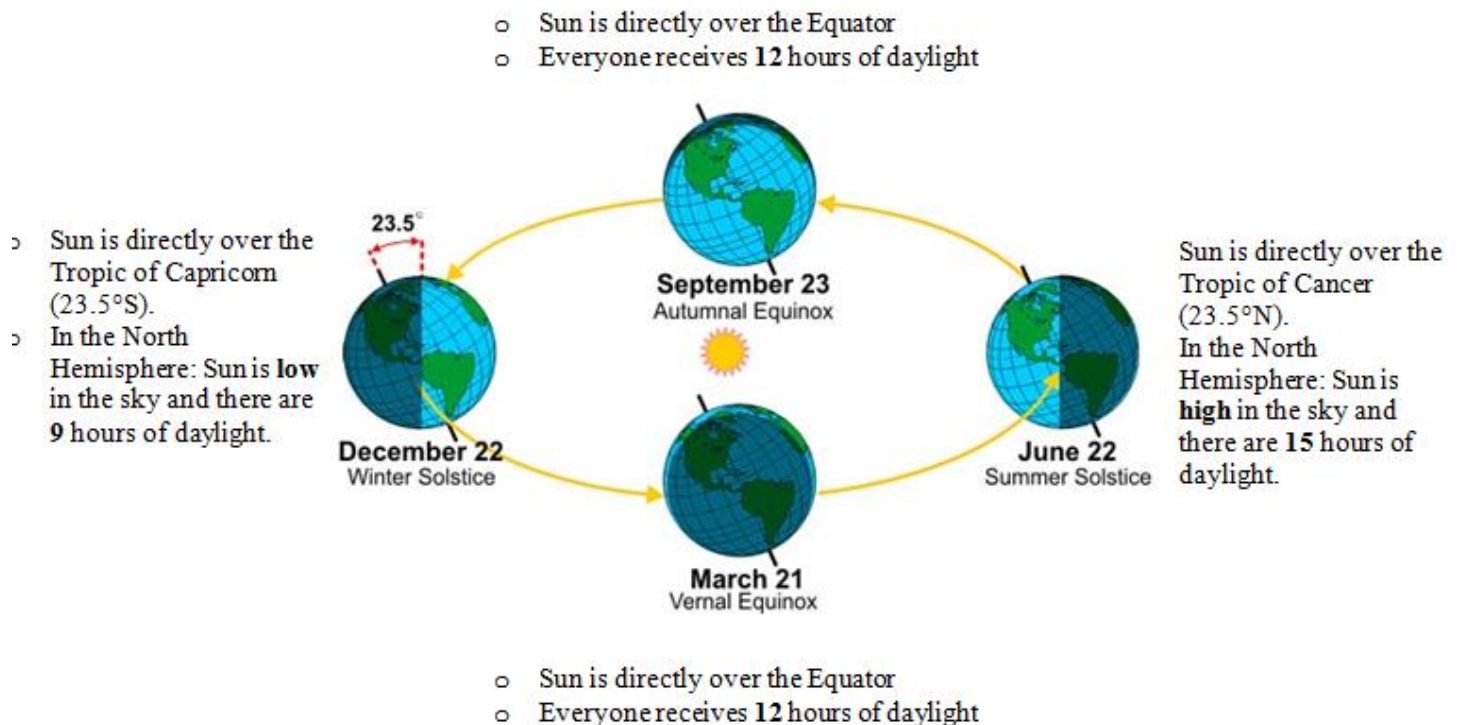 o Sun is directly over the Equator
o Everyone receives 12 hours of daylight
23.5°
September 23
Autumnal Equinox
o Sun is directly over the
Tropic of Capricorn
(23.5°S).
o In the North
Hemisphere: Sun is low
in the sky and there are
9 hours of daylight.
December 22
Winter Solstice
June 22
Summer Solstice
Sun is directly over the
Tropic of Cancer
(23.5°N).
In the North
Hemisphere: Sun is
high in the sky and
there are 15 hours of
daylight.
March 21
Vernal Equinox
o Sun is directly over the Equator
o Everyone receives 12 hours of daylight